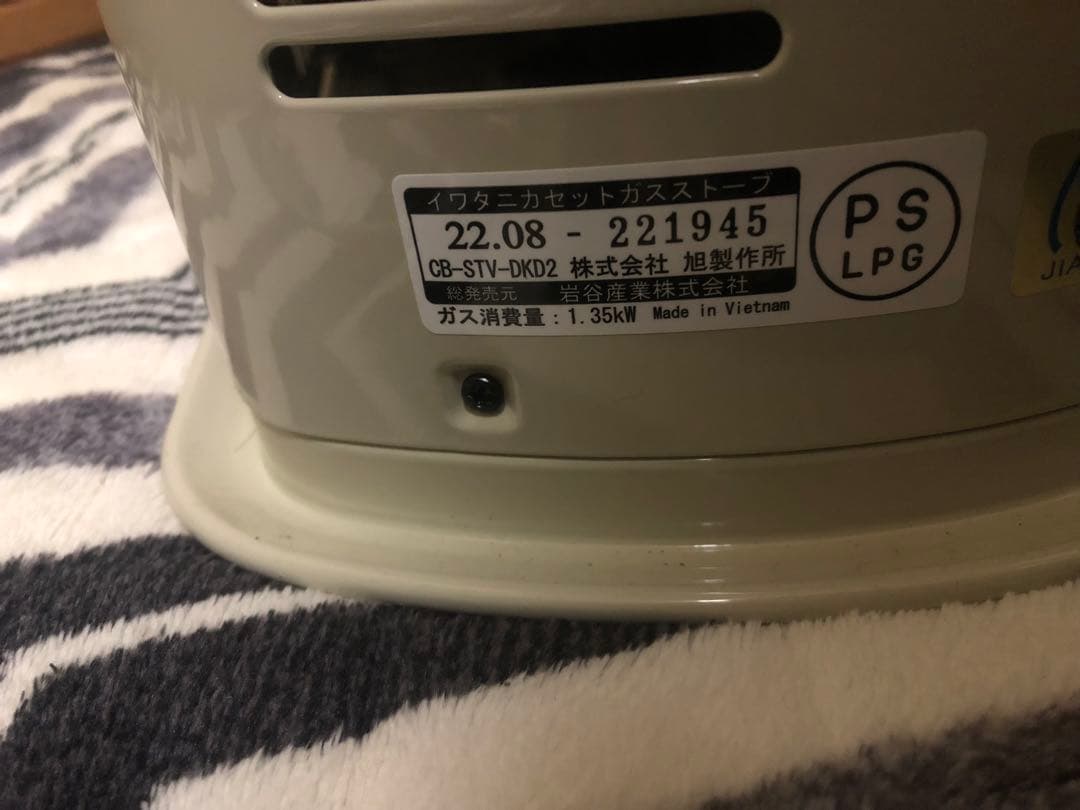 イワタニカセットガスストーブ
22.08 - 221945
CB-STV-DKD2 株式会社 旭製作所
総発売元 岩谷産業株式会社
ガス消費量：1.35kW Made in Vietnam
PS
LPG
JIA